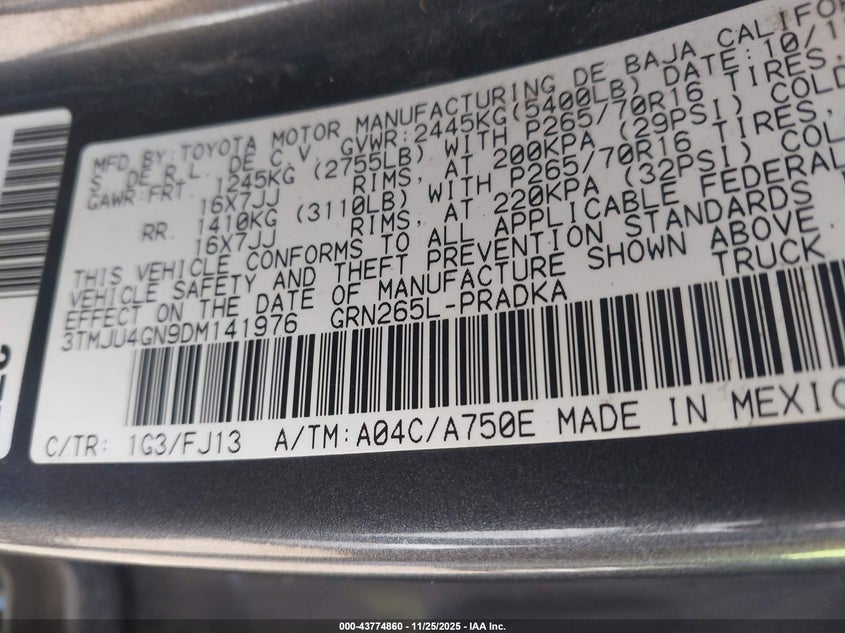 MFD BY:TOYOTA MOTOR MANUFACTURING DE BAJA CALIFO
S. DE R.L. DE C.V. GVWR:2445KG(5400LB) DATE:10/1
GAWR:FRT. 1245KG (2755LB) WITH P265/70R16 TIRES,
16X7JJ RIMS, AT 200KPA (29PSI) COLD
RR. 1410KG (3110LB) WITH P265/70R16 TIRES,
16X7JJ RIMS, AT 220KPA (32PSI) COL
THIS VEHICLE CONFORMS TO ALL APPLICABLE FEDERAL
VEHICLE SAFETY AND THEFT PREVENTION STANDARDS
EFFECT ON THE DATE OF MANUFACTURE SHOWN ABOVE.
3TMJU4GN9DM141976 GRN265L-PRADKA TRUCK
C/TR: 1G3/FJ13 A/TM:A04C/A750E MADE IN MEXIC
000-43774860 - 11/25/2025 - IAA Inc.